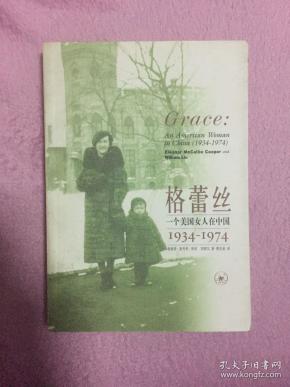 Grace:
An American Woman
in China (1934-1974)
Eleanor McCallie Cooper and
William Liu
格蕾丝
一个美国女人在中国
1934-1974
孔夫子旧书网